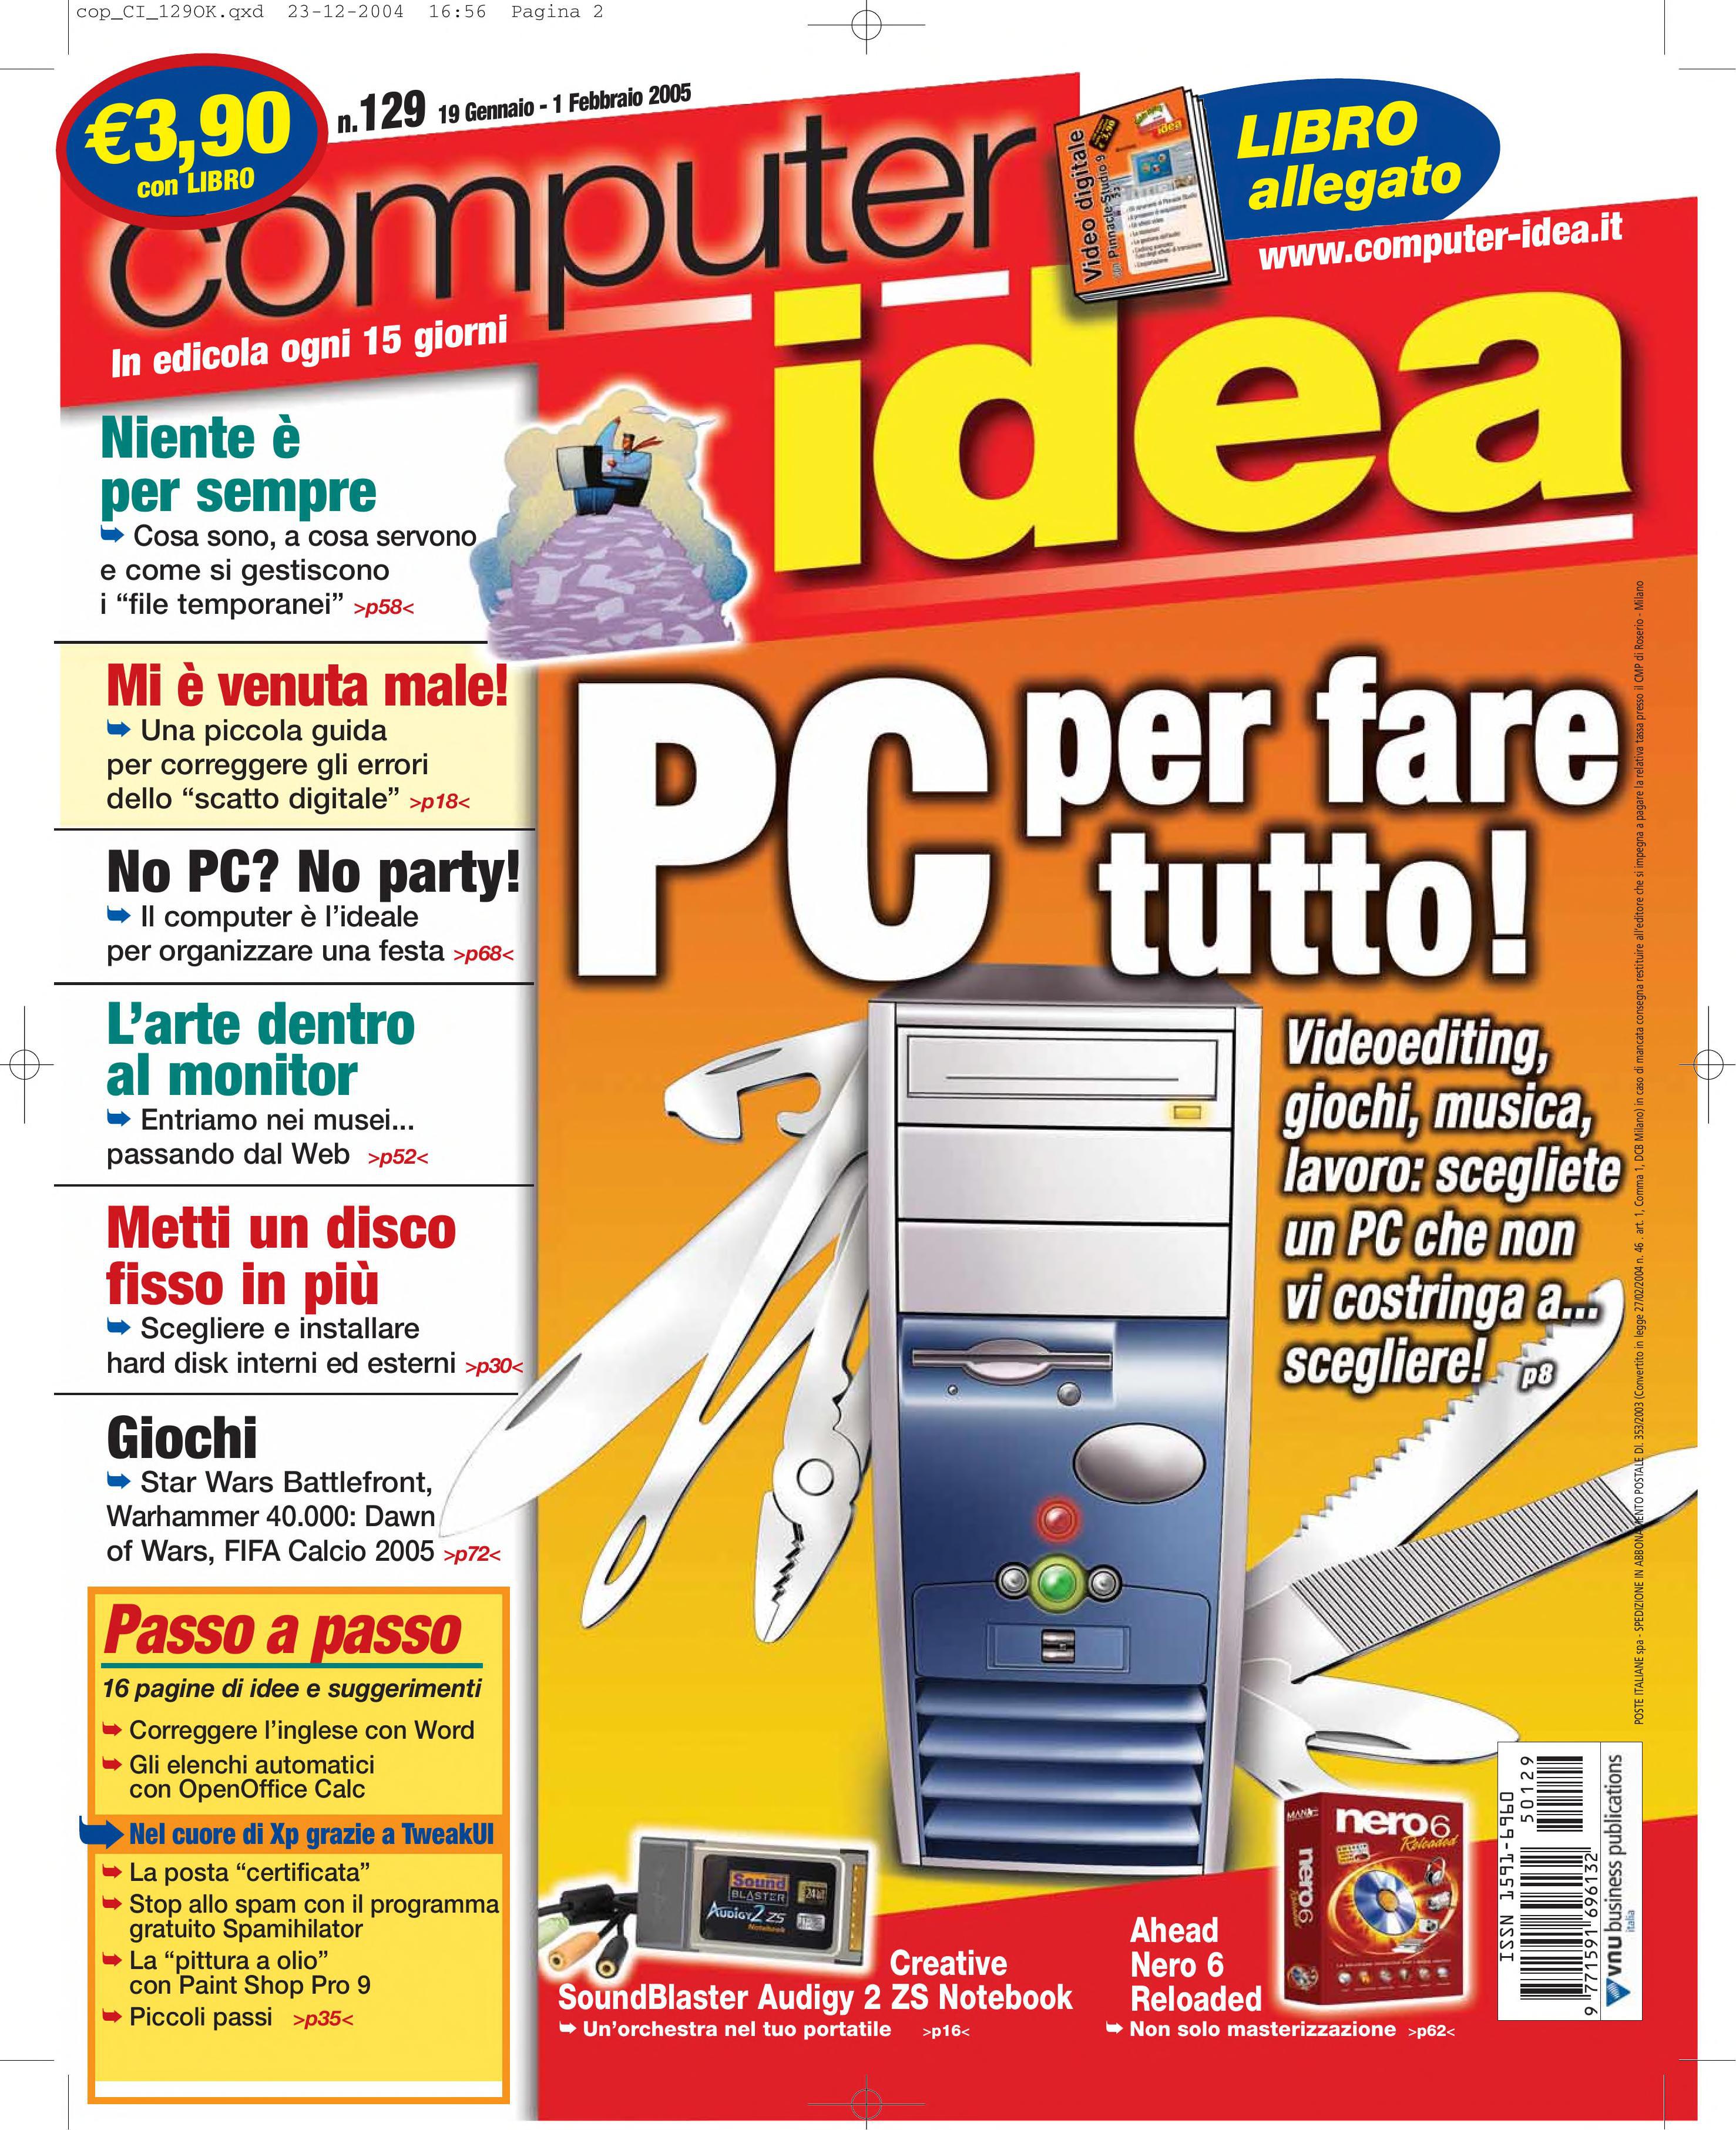 cop_CI_129OK.qxd 23-12-2004 16:56 Pagina 2
€3,90
con LIBRO
n.129 19 Gennaio - 1 Febbraio 2005
computer
idea
In edicola ogni 15 giorni
Video digitale
Pinnacle Studio 9
LIBRO
allegato
www.computer-idea.it
Niente è
per sempre
Cosa sono, a cosa servono
e come si gestiscono
i “file temporanei” >p58<
Mi è venuta male!
Una piccola guida
per correggere gli errori
dello “scatto digitale” >p18<
No PC? No party!
Il computer è l’ideale
per organizzare una festa >p68<
L’arte dentro
al monitor
Entriamo nei musei...
passando dal Web >p52<
Metti un disco
fisso in più
Scegliere e installare
hard disk interni ed esterni >p30<
Giochi
Star Wars Battlefront,
Warhammer 40.000: Dawn
of Wars, FIFA Calcio 2005 >p72<
Passo a passo
16 pagine di idee e suggerimenti
Correggere l’inglese con Word
Gli elenchi automatici
con OpenOffice Calc
Nel cuore di Xp grazie a TweakUI
La posta “certificata”
Stop allo spam con il programma
gratuito Spamihilator
La “pittura a olio”
con Paint Shop Pro 9
Piccoli passi >p35<
PC per fare
tutto!
Videoediting,
giochi, musica,
lavoro: scegliete
un PC che non
vi costringa a...
scegliere! p8
POSTE ITALIANE spa - SPEDIZIONE IN ABBONAMENTO POSTALE Dl. 353/2003 (Convertito in legge 27/02/2004 n. 46 . art. 1, Comma 1, DCB Milano) in caso di mancata consegna restituire all'editore che si impegna a pagare la relativa tassa presso il CMP di Roserio - Milano
Sound
BLASTER
AUDIGY 2 ZS
Notebook
24bit
Creative
SoundBlaster Audigy 2 ZS Notebook
Un’orchestra nel tuo portatile >p16<
nero 6
Reloaded
nero 6
Ahead
Nero 6
Reloaded
Non solo masterizzazione >p62<
ISSN 1591-6960
50129
9 771591 696132
vnu business publications
italia